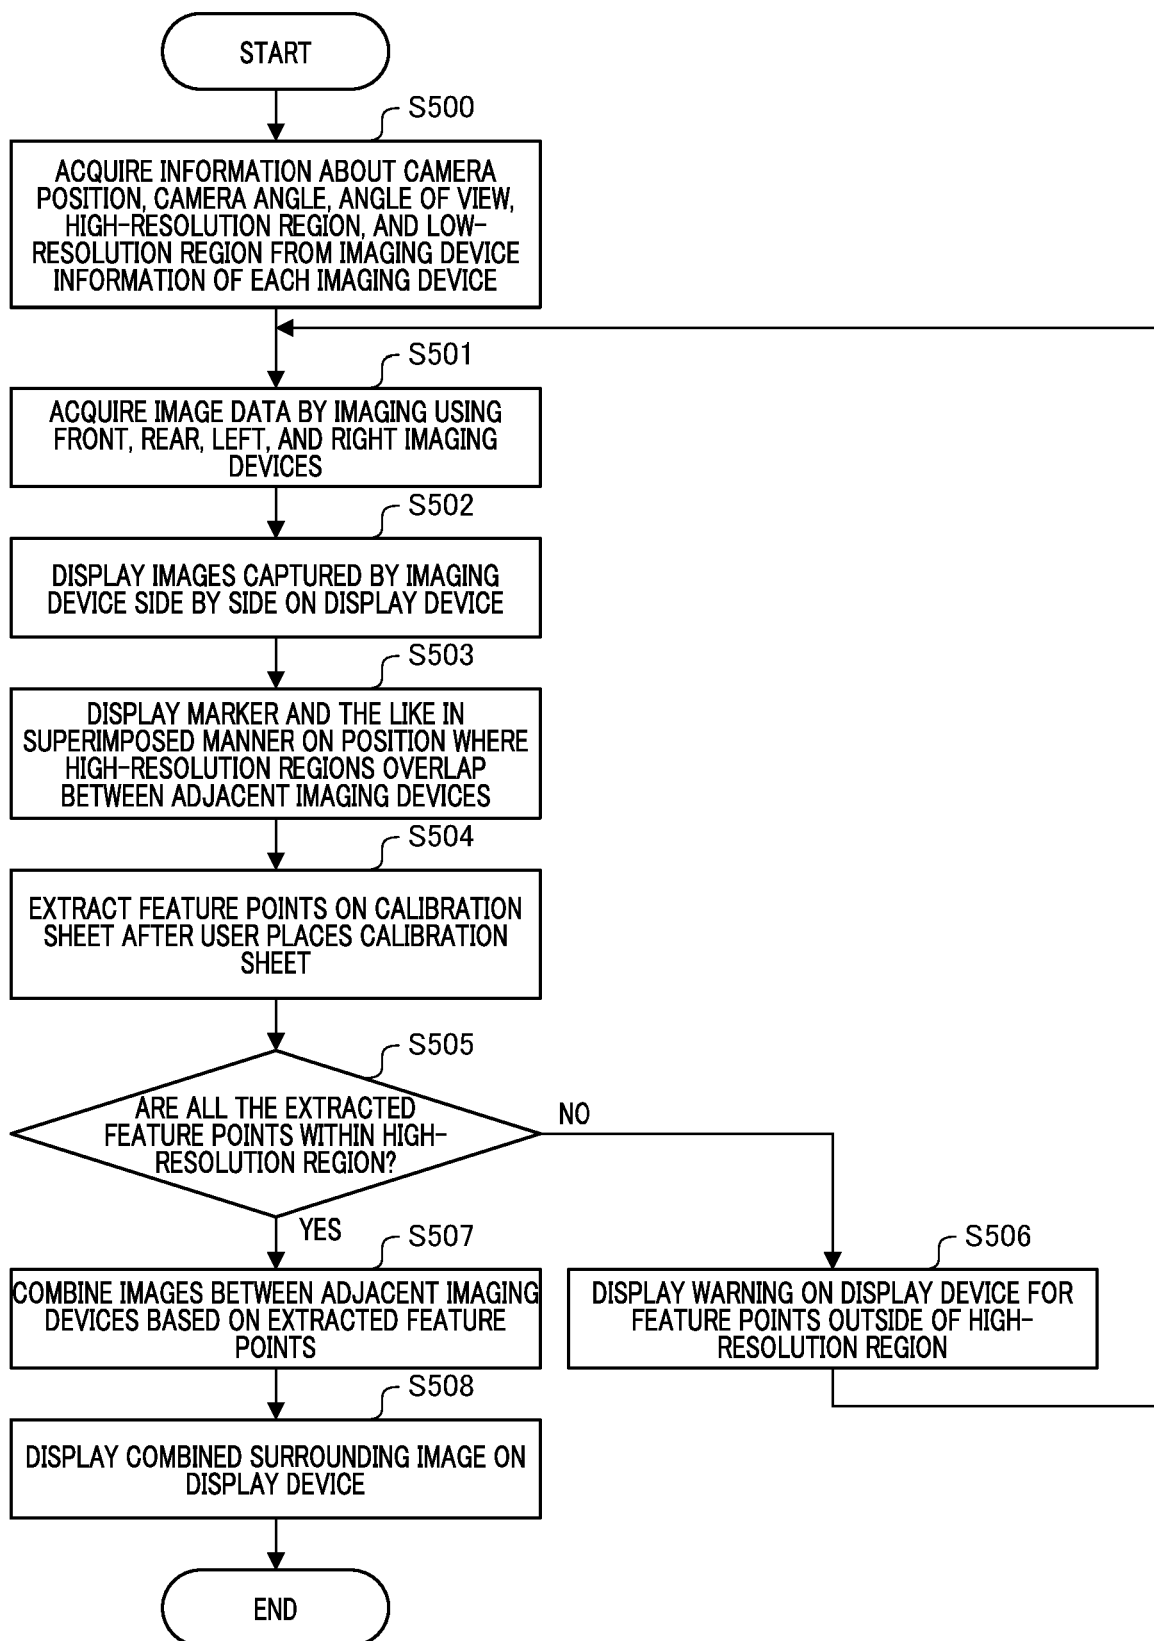 START
S500
ACQUIRE INFORMATION ABOUT CAMERA
POSITION, CAMERA ANGLE, ANGLE OF VIEW,
HIGH-RESOLUTION REGION, AND LOW-
RESOLUTION REGION FROM IMAGING DEVICE
INFORMATION OF EACH IMAGING DEVICE
S501
ACQUIRE IMAGE DATA BY IMAGING USING
FRONT, REAR, LEFT, AND RIGHT IMAGING
DEVICES
S502
DISPLAY IMAGES CAPTURED BY IMAGING
DEVICE SIDE BY SIDE ON DISPLAY DEVICE
S503
DISPLAY MARKER AND THE LIKE IN
SUPERIMPOSED MANNER ON POSITION WHERE
HIGH-RESOLUTION REGIONS OVERLAP
BETWEEN ADJACENT IMAGING DEVICES
S504
EXTRACT FEATURE POINTS ON CALIBRATION
SHEET AFTER USER PLACES CALIBRATION
SHEET
S505
ARE ALL THE EXTRACTED
FEATURE POINTS WITHIN HIGH-
RESOLUTION REGION?
NO
YES
S507
COMBINE IMAGES BETWEEN ADJACENT IMAGING
DEVICES BASED ON EXTRACTED FEATURE
POINTS
S506
DISPLAY WARNING ON DISPLAY DEVICE FOR
FEATURE POINTS OUTSIDE OF HIGH-
RESOLUTION REGION
S508
DISPLAY COMBINED SURROUNDING IMAGE ON
DISPLAY DEVICE
END